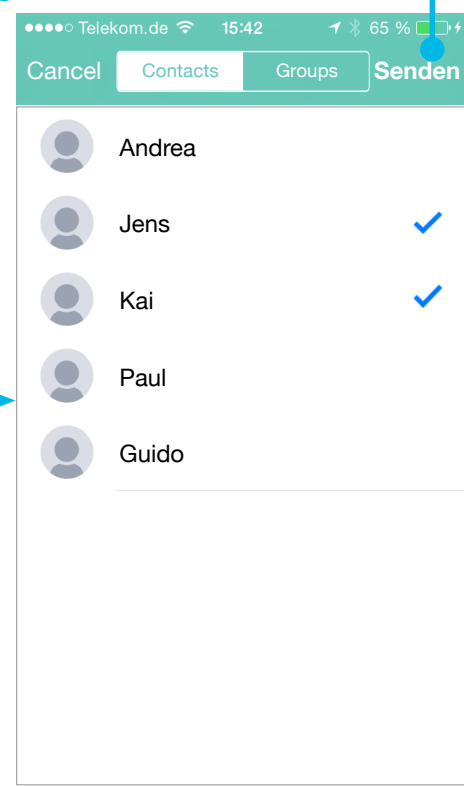 Telekom.de 15:42 65 %
Cancel Contacts Groups Senden
Andrea
Jens
Kai
Paul
Guido